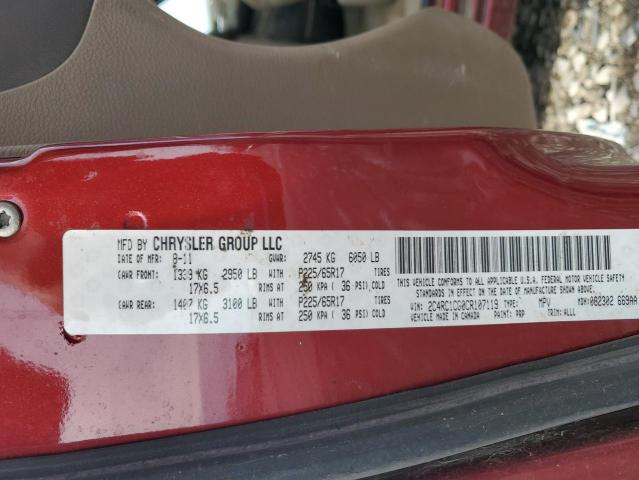 MFD BY CHRYSLER GROUP LLC
DATE OF MFR: 8-11 GVWR: 2745 KG 6050 LB
GAWR FRONT: 1339 KG 2950 LB WITH P225/65R17 TIRES
17X6.5 RIMS AT 250 KPA( 36 PSI) COLD
GAWR REAR: 1407 KG 3100 LB WITH P225/65R17 TIRES
17X6.5 RIMS AT 250 KPA( 36 PSI) COLD
THIS VEHICLE CONFORMS TO ALL APPLICABLE U.S.A. FEDERAL MOTOR VEHICLE SAFETY
STANDARDS IN EFFECT ON THE DATE OF MANUFACTURE SHOWN ABOVE.
VIN: 2C4RC1CG0CR107119 TYPE: MPV MDH: 082302 669AA
VEHICLE MADE IN CANADA PAINT: PRP TRIM: ALLL